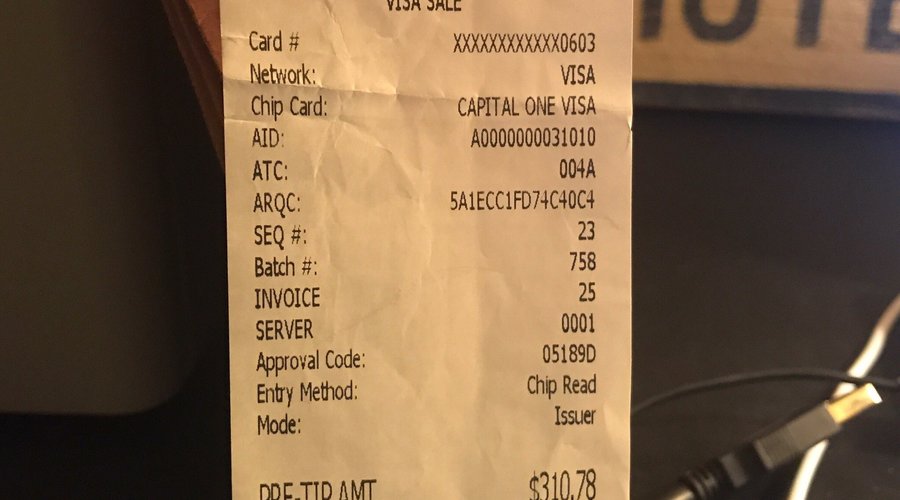 VISA SALE
Card # XXXXXXXXXXXX0603
Network: VISA
Chip Card: CAPITAL ONE VISA
AID: A0000000031010
ATC: 004A
ARQC: 5A1ECC1FD74C40C4
SEQ #: 23
Batch #: 758
INVOICE 25
SERVER 0001
Approval Code: 05189D
Entry Method: Chip Read
Mode: Issuer
PRE-TIP AMT $310.78